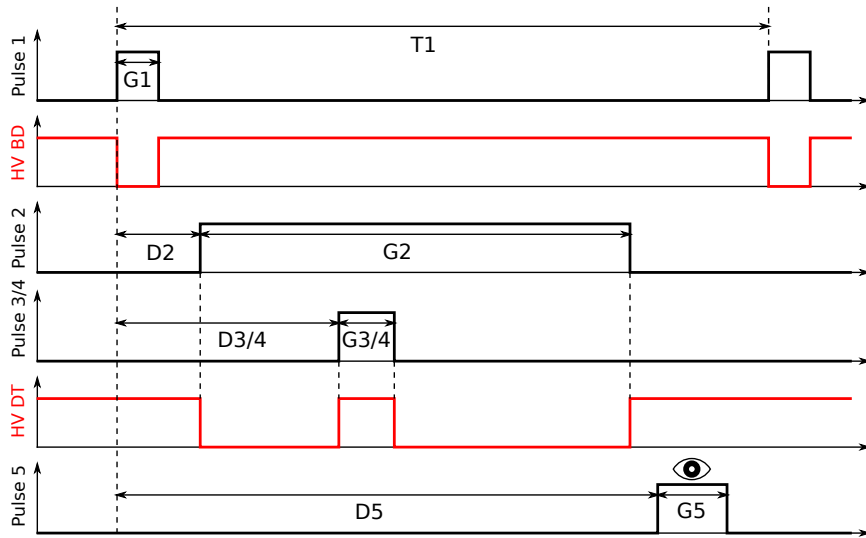 T1
Pulse 1
G1
HV BD
Pulse 2
D2
G2
Pulse 3/4
D3/4
G3/4
HV DT
Pulse 5
D5
G5